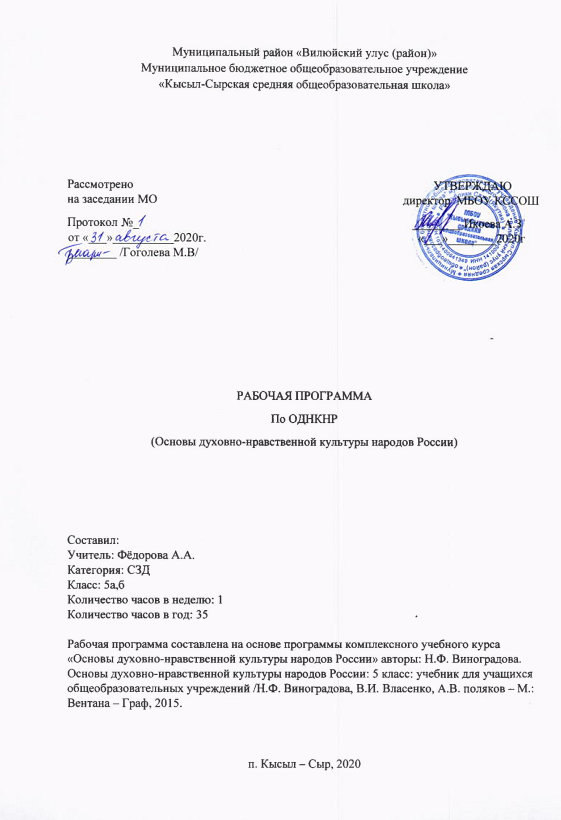 Муниципальный район «Вилюйский улус (район)»
Муниципальное бюджетное общеобразовательное учреждение
«Кысыл-Сырская средняя общеобразовательная школа»
Рассмотрено
на заседании МО
Протокол №_1
от «31» августа 2020г.
/Гоголева М.В/
УТВЕРЖДАЮ
директор МБОУ КССОШ
А.З
2020г
РАБОЧАЯ ПРОГРАММА
По ОДНКНР
(Основы духовно-нравственной культуры народов России)
Составил:
Учитель: Фёдорова А.А.
Категория: СЗД
Класс: 5а,б
Количество часов в неделю: 1
Количество часов в год: 35
Рабочая программа составлена на основе программы комплексного учебного курса
«Основы духовно-нравственной культуры народов России» авторы: Н.Ф. Виноградова.
Основы духовно-нравственной культуры народов России: 5 класс: учебник для учащихся
общеобразовательных учреждений /Н.Ф. Виноградова, В.И. Власенко, А.В. поляков – М.:
Вентана – Граф, 2015.
п. Кысыл – Сыр, 2020